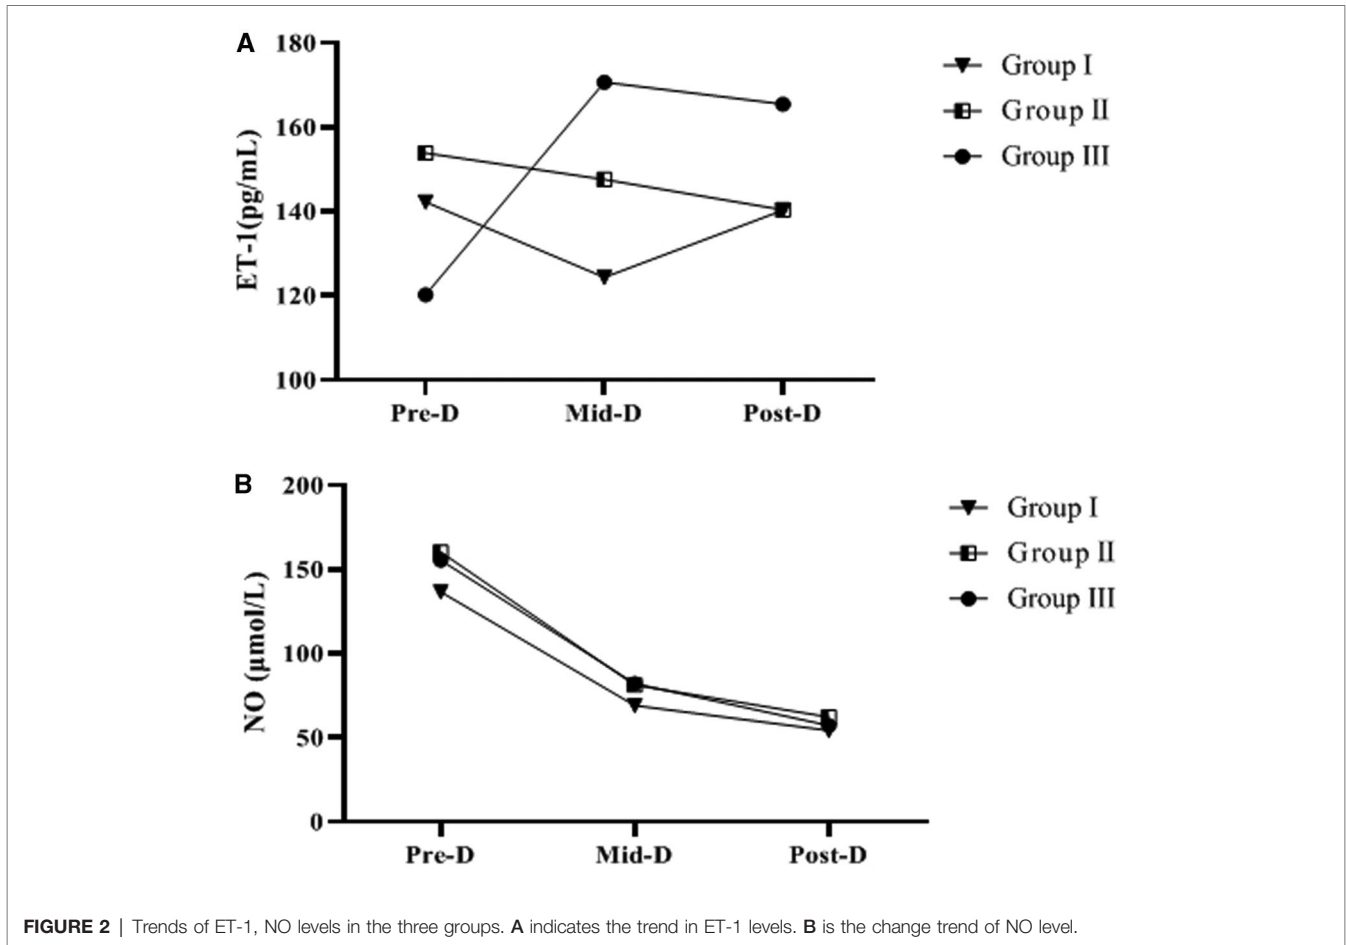 A
180
160
140
120
100
ET-1(pg/mL)
Pre-D Mid-D Post-D
Group I
Group II
Group III
B
200
150
100
50
0
NO (µmol/L)
Pre-D Mid-D Post-D
Group I
Group II
Group III
FIGURE 2 | Trends of ET-1, NO levels in the three groups. A indicates the trend in ET-1 levels. B is the change trend of NO level.